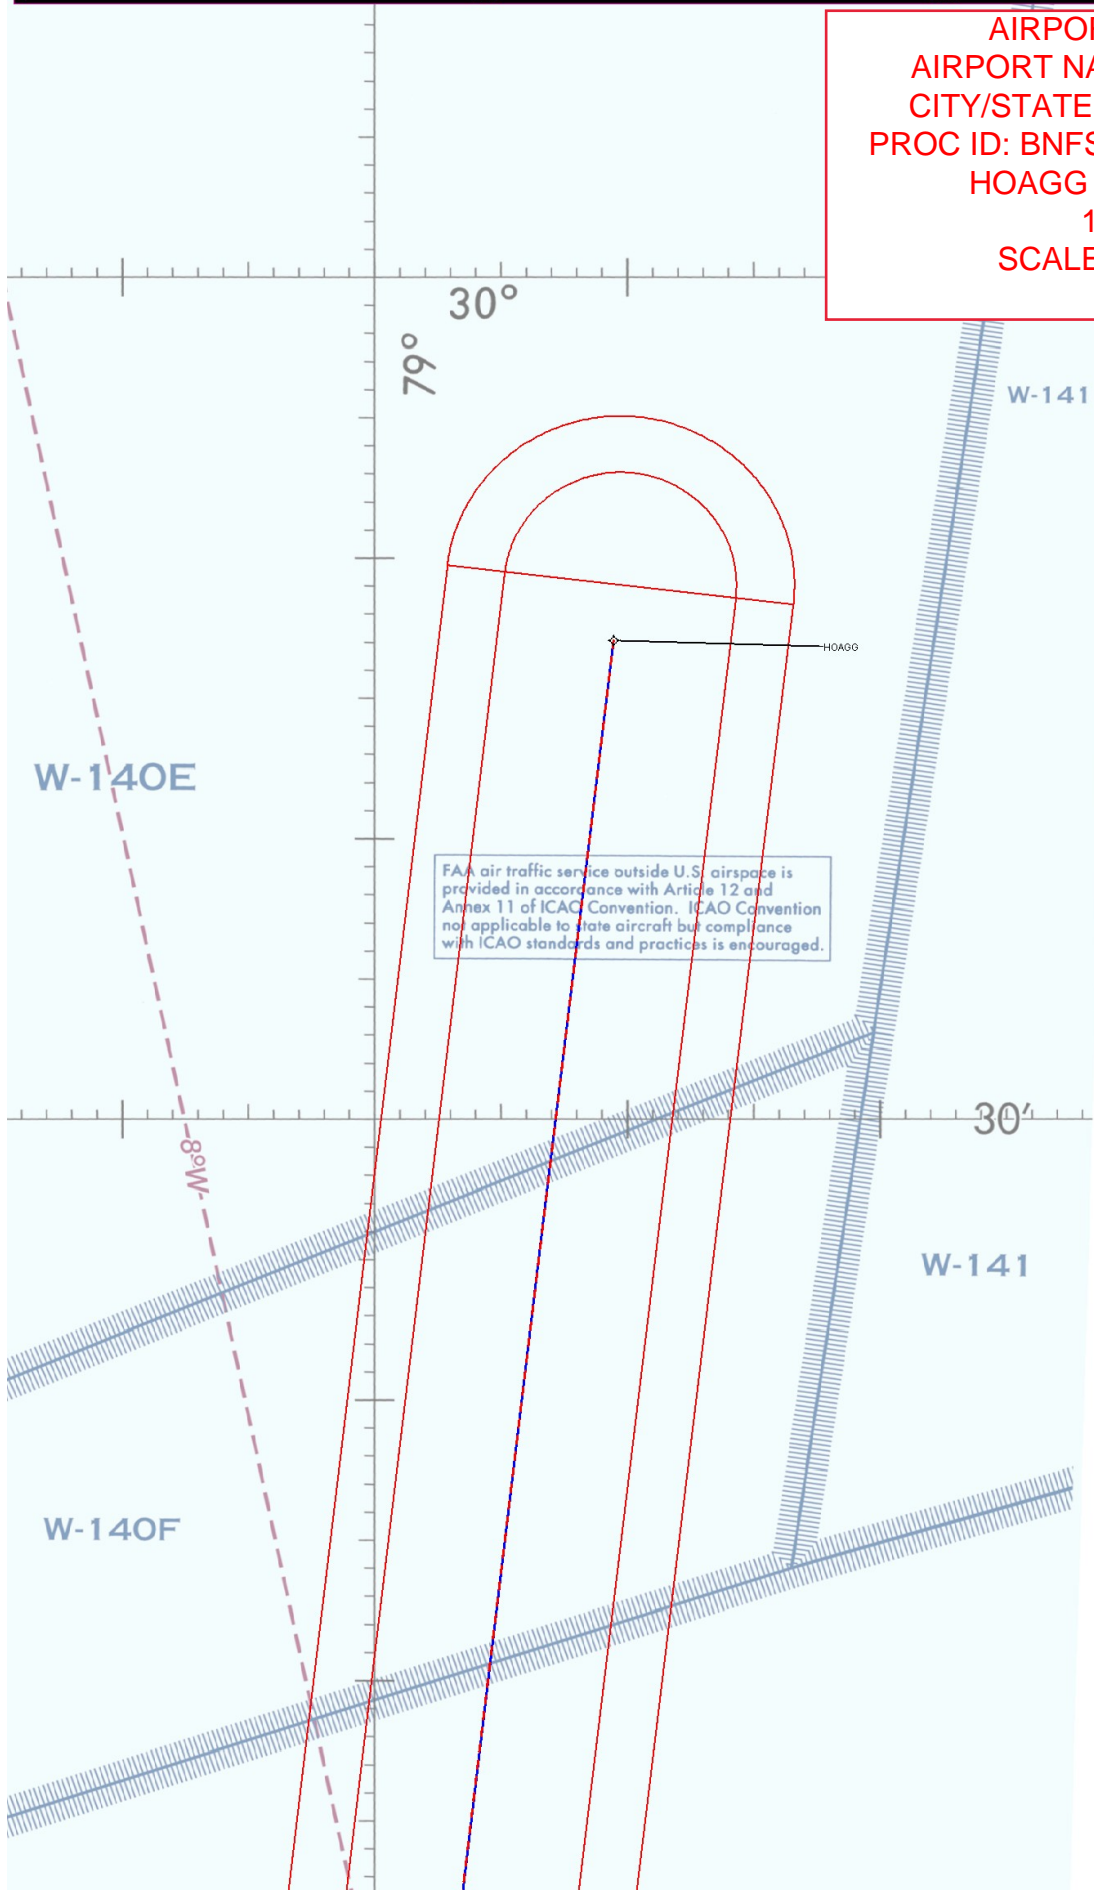 AIRPO
AIRPORT NA
CITY/STATE
PROC ID: BNFS
HOAGG
1
SCALE
30°
79°
W-141
HOAGG
W-140E
FAA air traffic service outside U.S. airspace is
provided in accordance with Article 12 and
Annex 11 of ICAO Convention. ICAO Convention
not applicable to state aircraft but compliance
with ICAO standards and practices is encouraged.
30'
8°W
W-141
W-140F